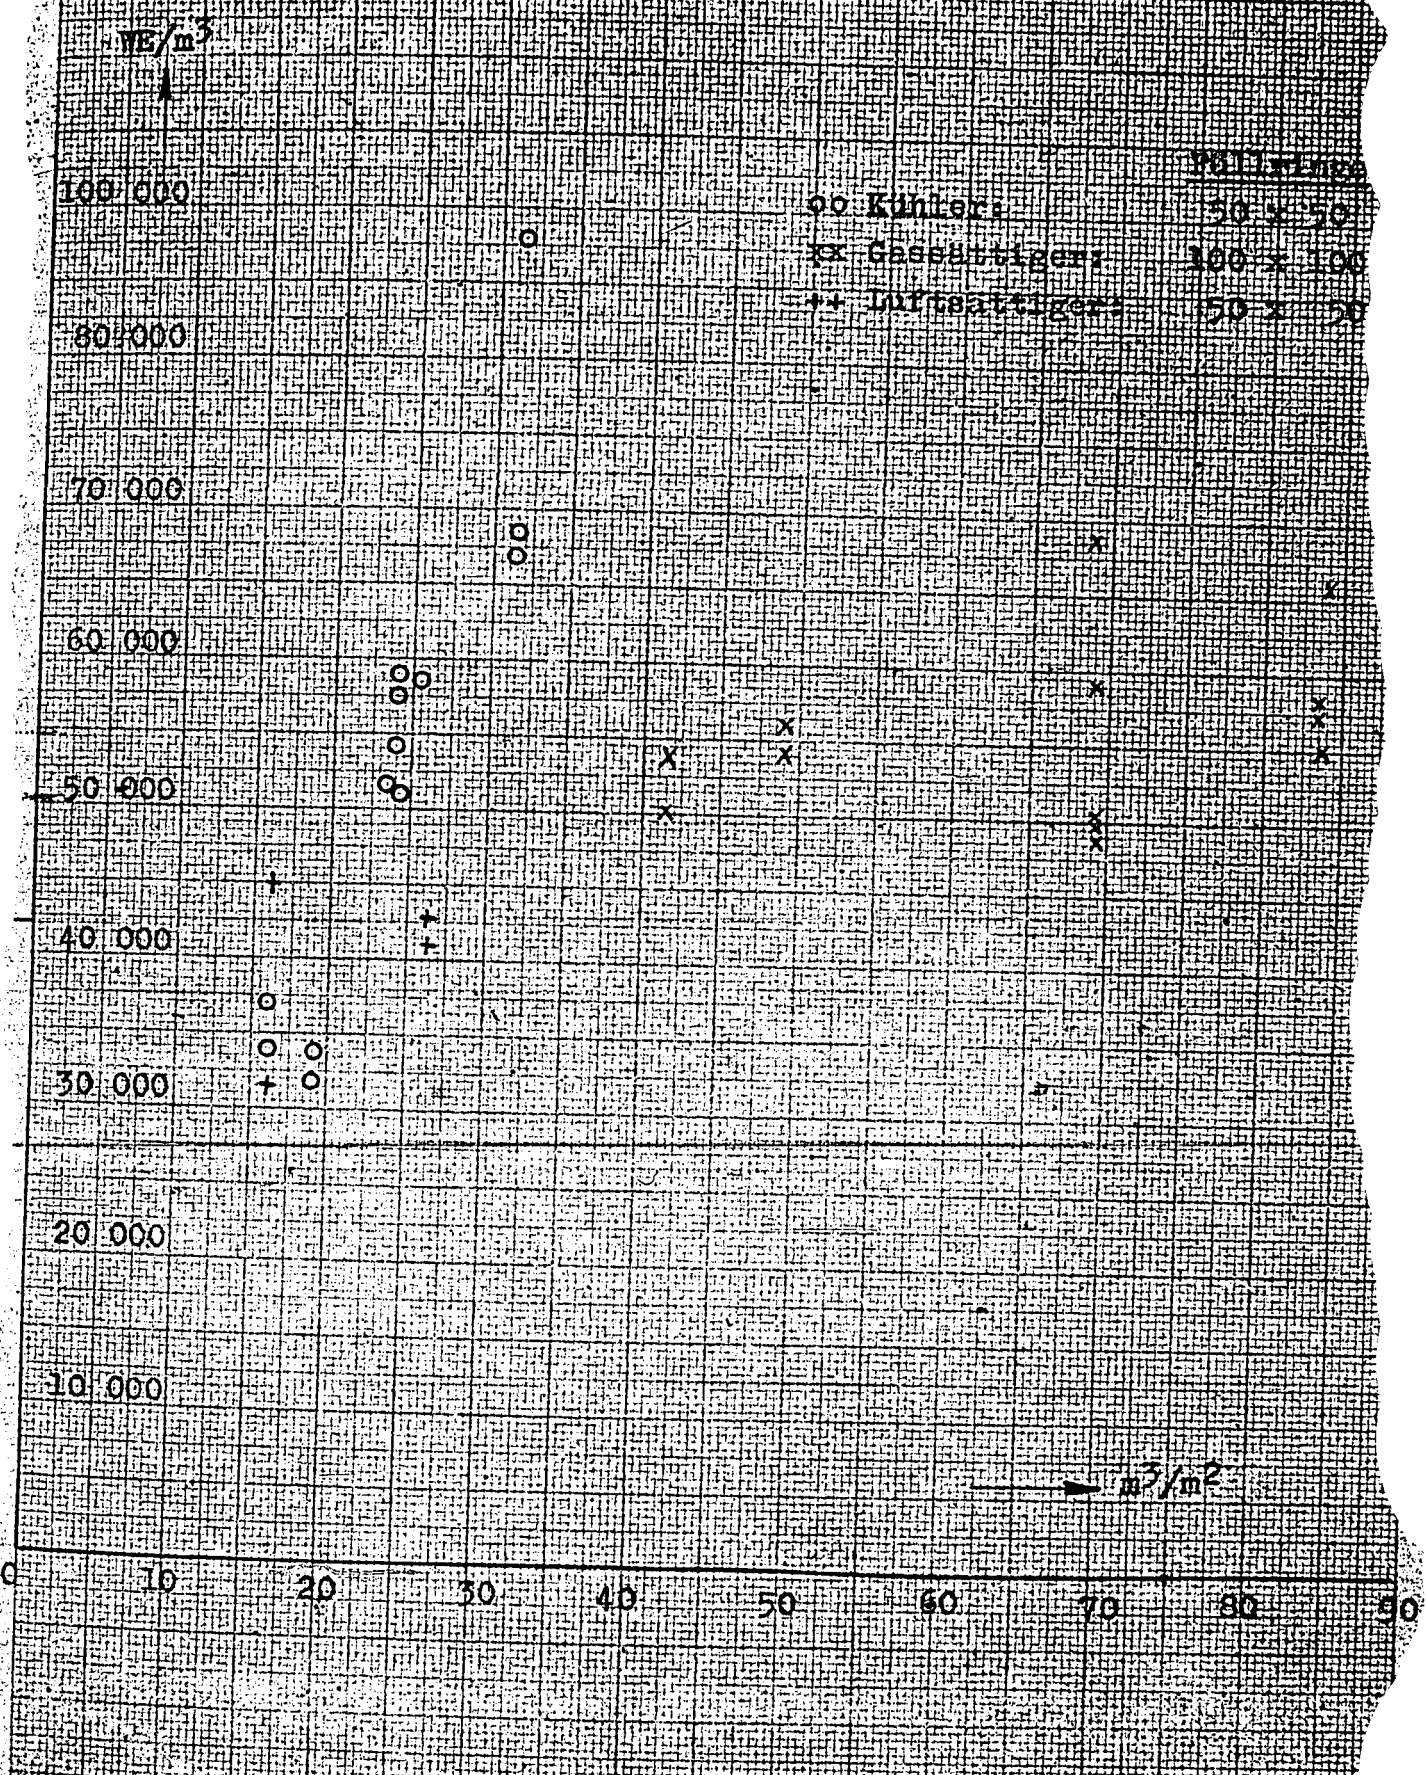 WE/m³
Füllringe
100 000
oo Kühler: 50 x 50
xx Gassättiger: 100 x 100
++ Luftsättiger: 50 x 50
80 000
70 000
60 000
50 000
40 000
30 000
20 000
10 000
m³/m²
0 10 20 30 40 50 60 70 80 90